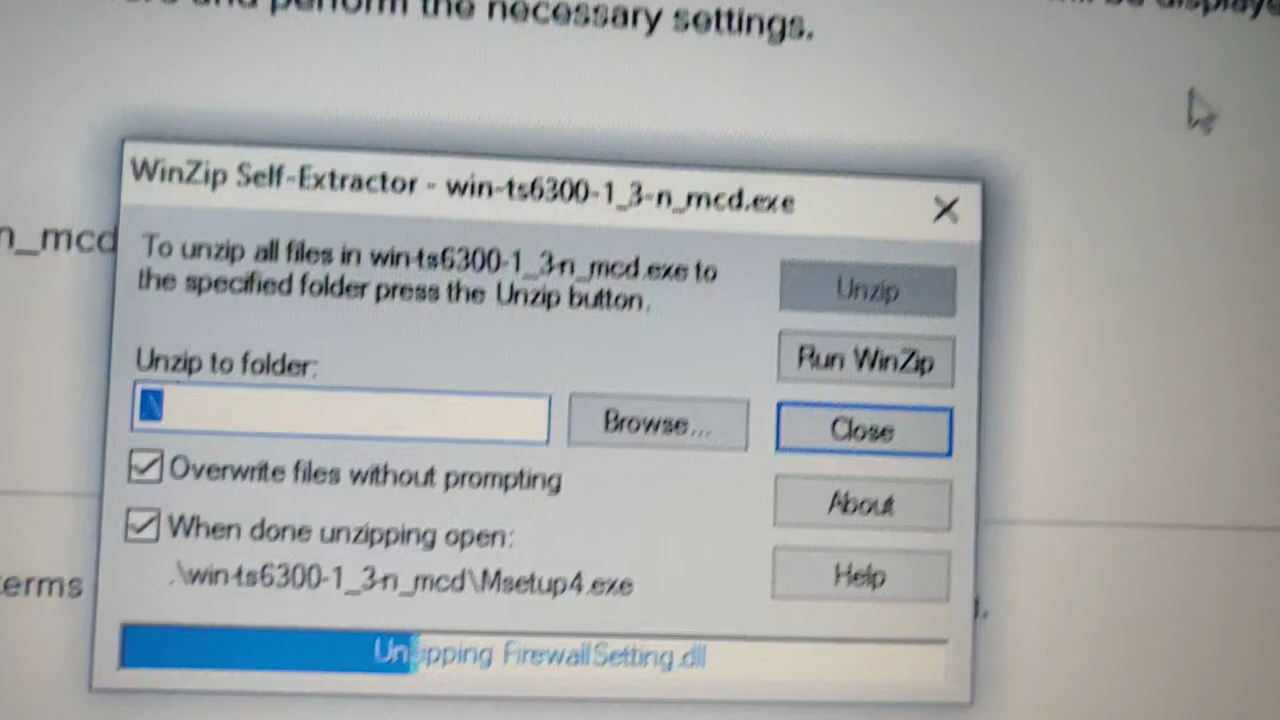 and perform the necessary settings.
WinZip Self-Extractor - win-ts6300-1_3-n_mcd.exe
n_mcd
To unzip all files in win-ts6300-1_3-n_mcd.exe to
the specified folder press the Unzip button.
Unzip
Run WinZip
Unzip to folder:
.\
Browse...
Close
Overwrite files without prompting
About
When done unzipping open:
.\win-ts6300-1_3-n_mcd\Msetup4.exe
Help
terms
Unzipping FirewallSetting.dll